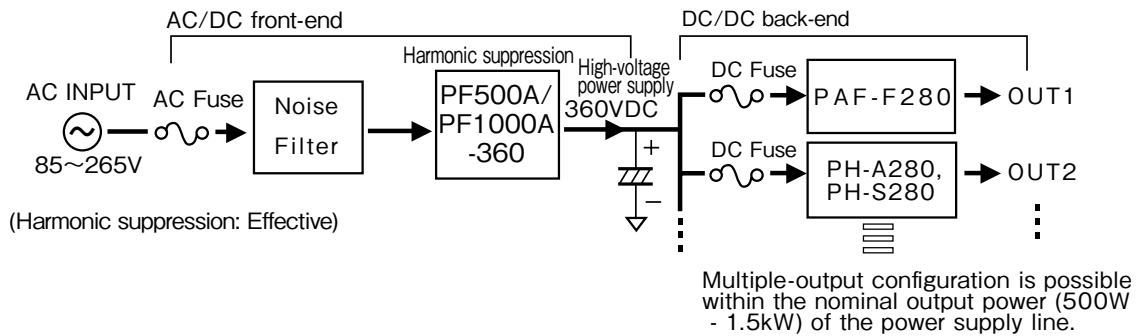 AC/DC front-end
DC/DC back-end
Harmonic suppression
High-voltage
power supply
360VDC
DC Fuse
AC INPUT
AC Fuse
Noise
Filter
PF500A/
PF1000A
-360
PAF-F280
OUT1
85～265V
+
−
DC Fuse
PH-A280,
PH-S280
OUT2
(Harmonic suppression: Effective)
Multiple-output configuration is possible
within the nominal output power (500W
- 1.5kW) of the power supply line.